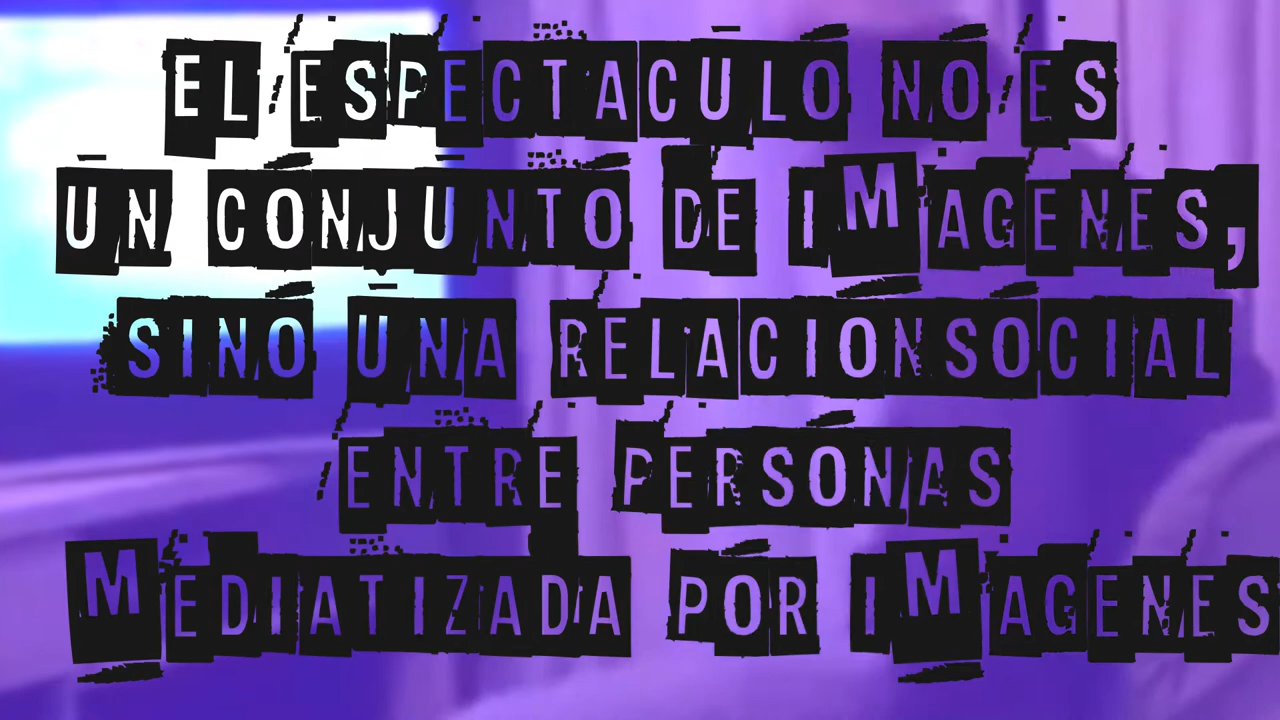 EL ESPECTACULO NO ES
UN CONJUNTO DE IMAGENES,
SINO UNA RELACIONSOCIAL
ENTRE PERSONAS
MEDIATIZADA POR IMAGENES